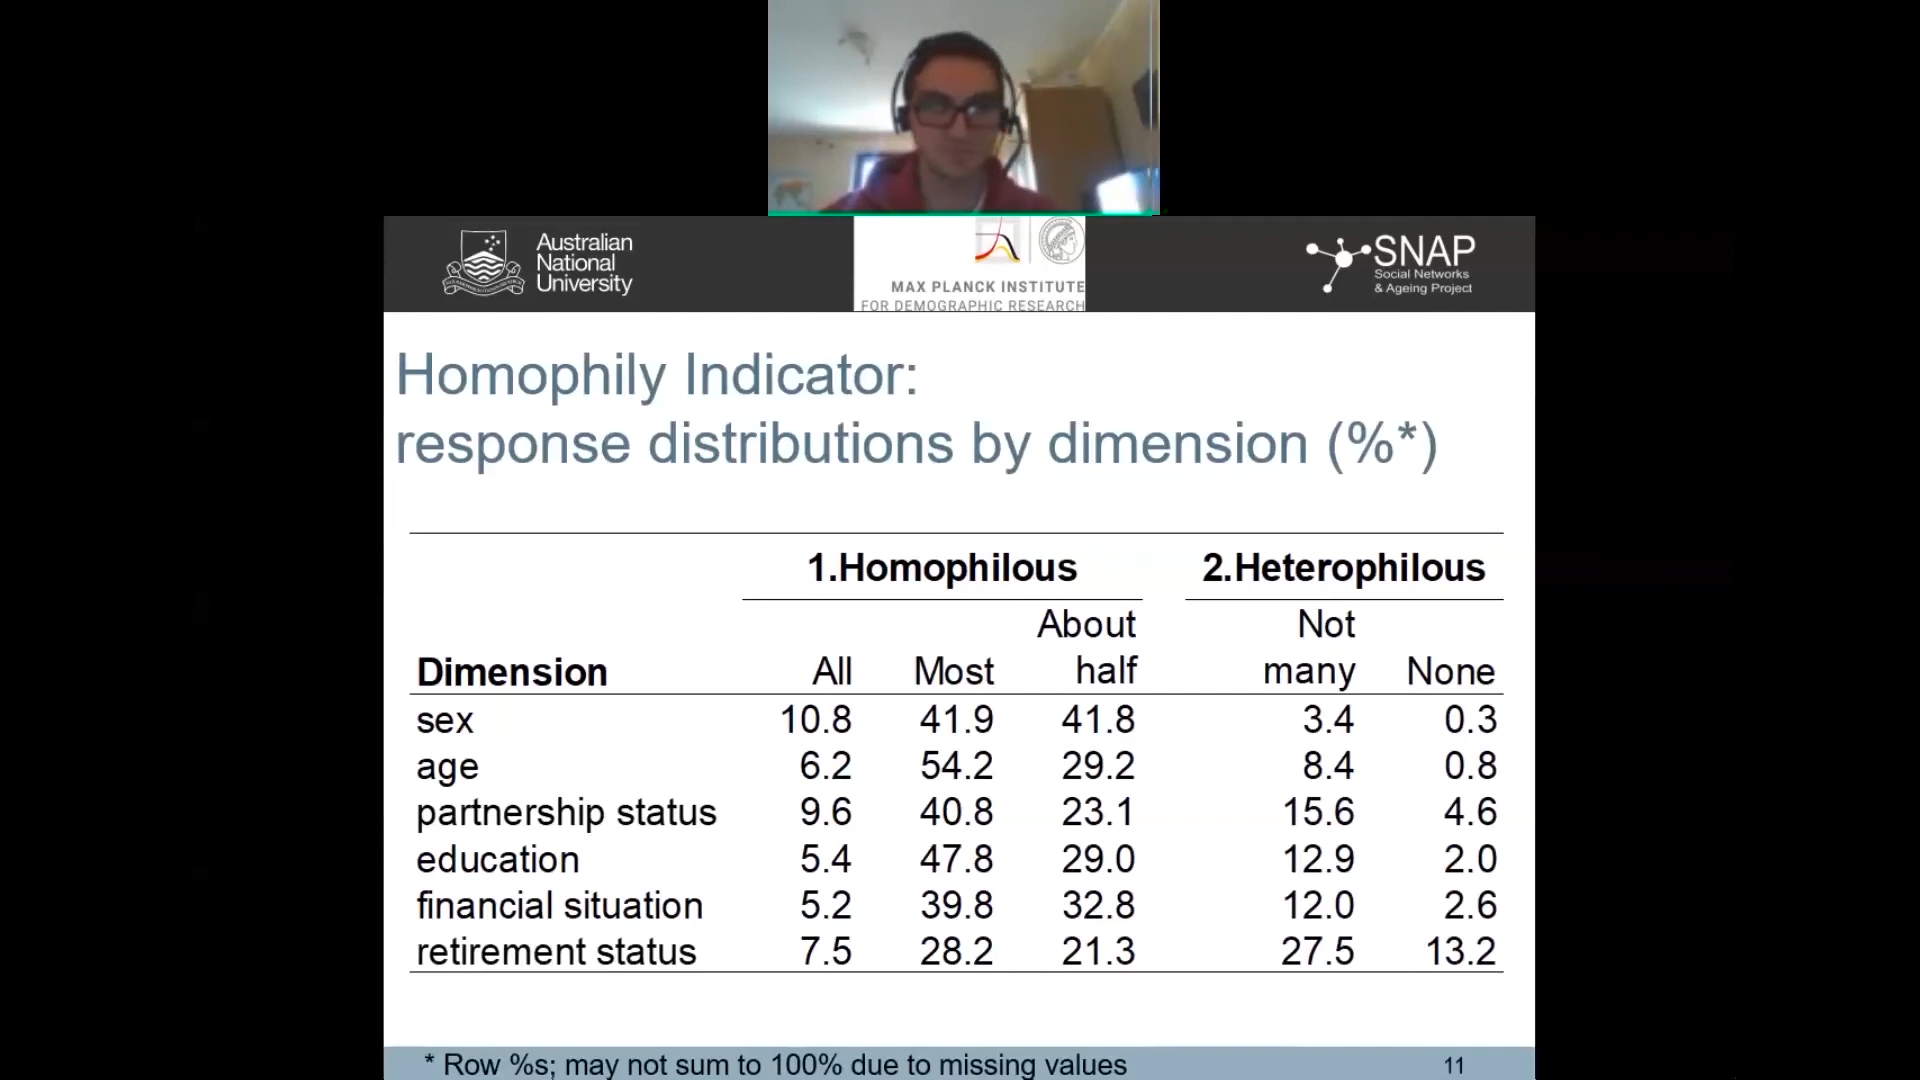 Australian
National
University
MAX PLANCK INSTITUTE
FOR DEMOGRAPHIC RESEARCH
SNAP
Social Networks
& Ageing Project
Homophily Indicator:
response distributions by dimension (%*)
1.Homophilous 2.Heterophilous
About Not
Dimension All Most half many None
sex 10.8 41.9 41.8 3.4 0.3
age 6.2 54.2 29.2 8.4 0.8
partnership status 9.6 40.8 23.1 15.6 4.6
education 5.4 47.8 29.0 12.9 2.0
financial situation 5.2 39.8 32.8 12.0 2.6
retirement status 7.5 28.2 21.3 27.5 13.2
* Row %s; may not sum to 100% due to missing values 11